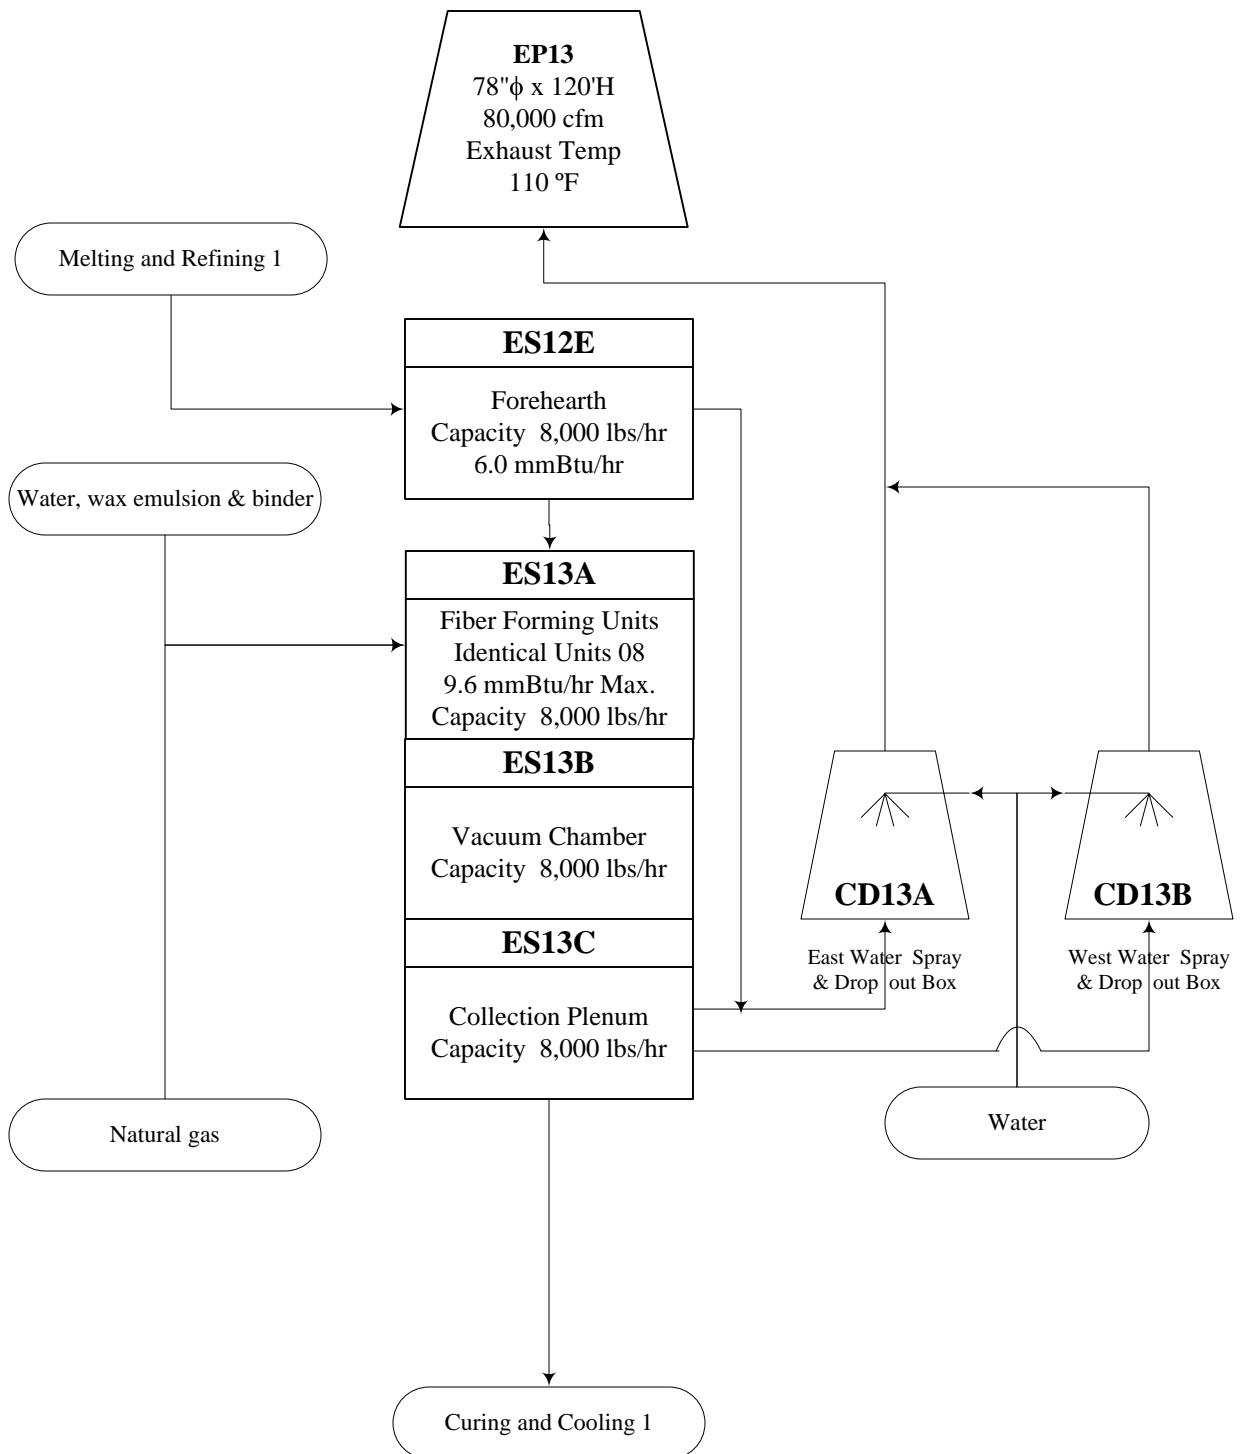 EP13
78"ϕ x 120'H
80,000 cfm
Exhaust Temp
110 ºF
Melting and Refining 1
ES12E
Forehearth
Capacity 8,000 lbs/hr
6.0 mmBtu/hr
Water, wax emulsion & binder
ES13A
Fiber Forming Units
Identical Units 08
9.6 mmBtu/hr Max.
Capacity 8,000 lbs/hr
ES13B
Vacuum Chamber
Capacity 8,000 lbs/hr
ES13C
Collection Plenum
Capacity 8,000 lbs/hr
CD13A
East Water Spray
& Drop out Box
CD13B
West Water Spray
& Drop out Box
Natural gas
Water
Curing and Cooling 1